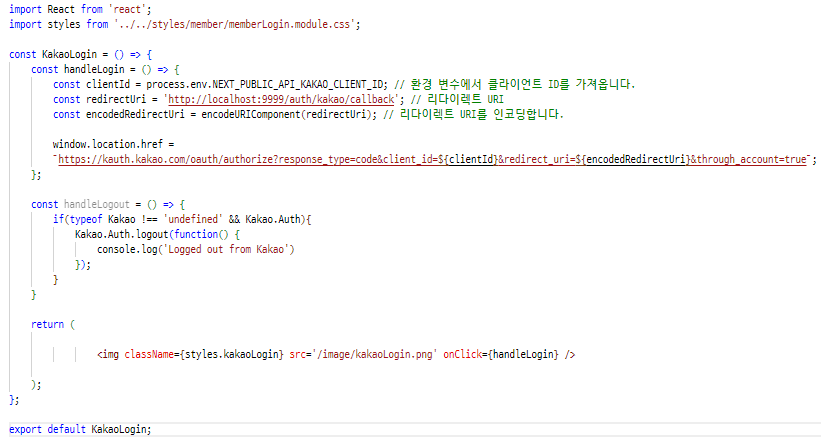 import React from 'react';
import styles from '../../styles/member/memberLogin.module.css';
const KakaoLogin = () => {
const handleLogin = () => {
const clientId = process.env.NEXT_PUBLIC_API_KAKAO_CLIENT_ID; // 환경 변수에서 클라이언트 ID를 가져옵니다.
const redirectUri = 'http://localhost:9999/auth/kakao/callback'; // 리다이렉트 URI
const encodedRedirectUri = encodeURIComponent(redirectUri); // 리다이렉트 URI를 인코딩합니다.
window.location.href =
`https://kauth.kakao.com/oauth/authorize?response_type=code&client_id=${clientId}&redirect_uri=${encodedRedirectUri}&through_account=true`;
};
const handleLogout = () => {
if(typeof Kakao !== 'undefined' && Kakao.Auth){
Kakao.Auth.logout(function() {
console.log('Logged out from Kakao')
});
}
}
return (
<img className={styles.kakaoLogin} src='/image/kakaoLogin.png' onClick={handleLogin} />
);
};
export default KakaoLogin;